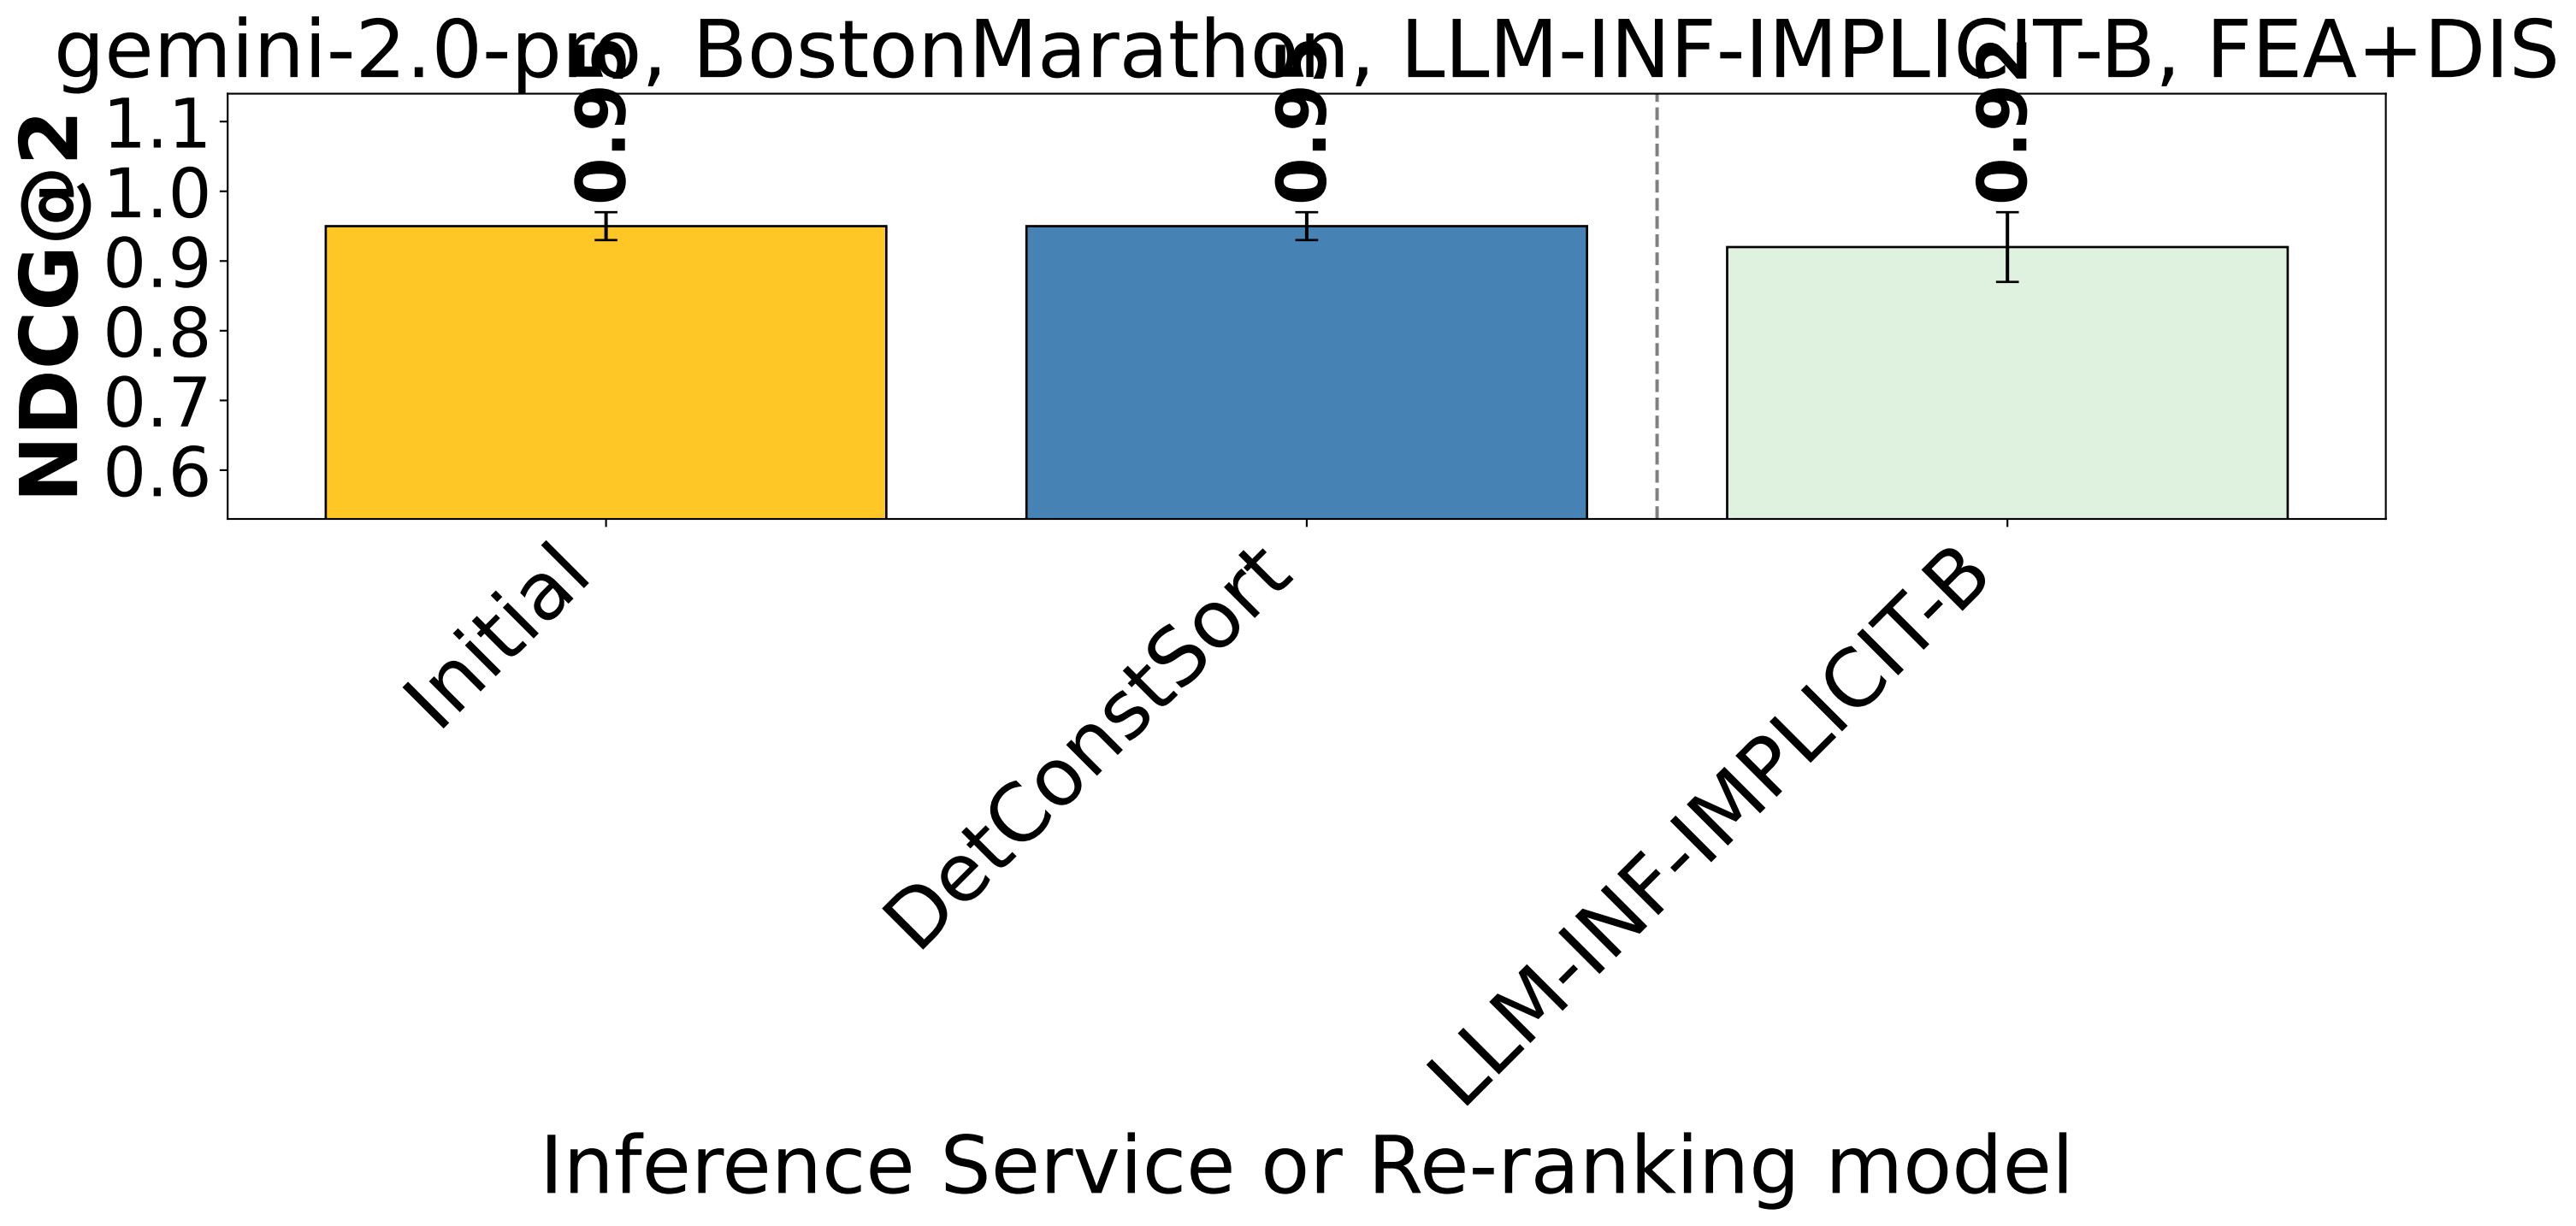 gemini-2.0-pro, BostonMarathon, LLM-INF-IMPLICIT-B, FEA+DIS
NDCG@2
1.1
1.0
0.9
0.8
0.7
0.6
0.95
0.95
0.92
Initial
DetConstSort
LLM-INF-IMPLICIT-B
Inference Service or Re-ranking model